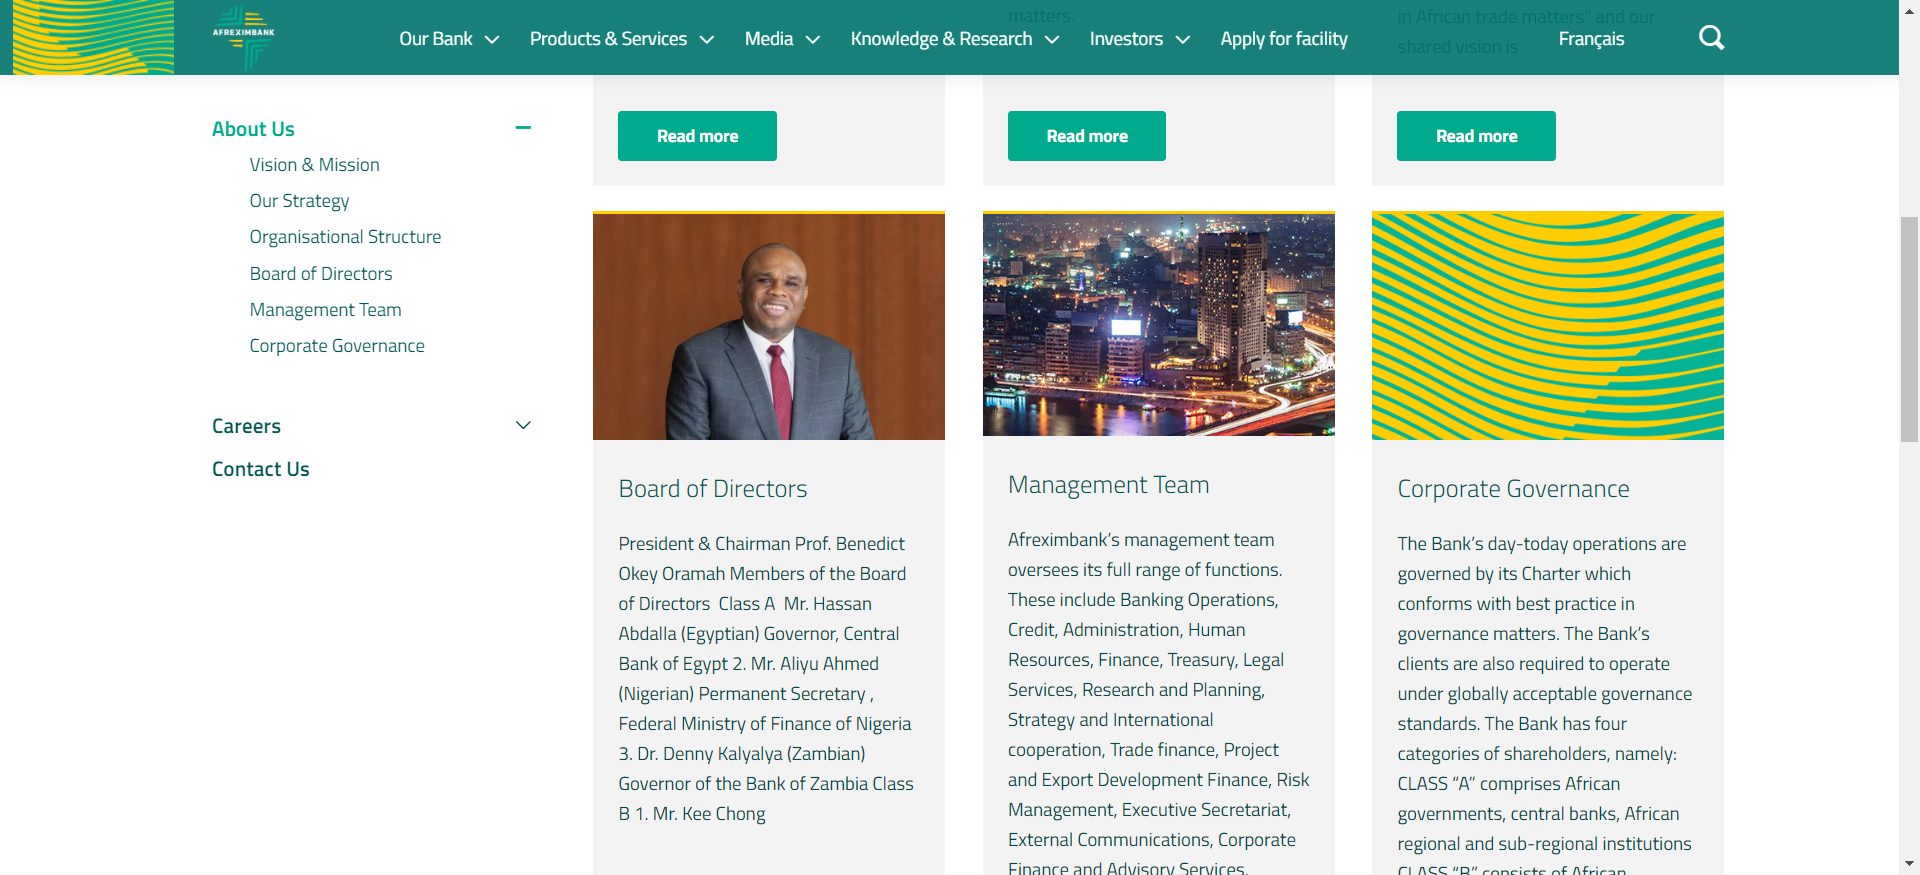 AFREXIMBANK
Our Bank
Products & Services
Media
Knowledge & Research
Investors
Apply for facility
Français
matters.
in African trade matters” and our
shared vision is
About Us
Vision & Mission
Our Strategy
Organisational Structure
Board of Directors
Management Team
Corporate Governance
Careers
Contact Us
Read more
Read more
Read more
Board of Directors
President & Chairman Prof. Benedict
Okey Oramah Members of the Board
of Directors  Class A  Mr. Hassan
Abdalla (Egyptian) Governor, Central
Bank of Egypt 2. Mr. Aliyu Ahmed
(Nigerian) Permanent Secretary ,
Federal Ministry of Finance of Nigeria
3. Dr. Denny Kalyalya (Zambian)
Governor of the Bank of Zambia Class
B 1. Mr. Kee Chong
Management Team
Afreximbank’s management team
oversees its full range of functions.
These include Banking Operations,
Credit, Administration, Human
Resources, Finance, Treasury, Legal
Services, Research and Planning,
Strategy and International
cooperation, Trade finance, Project
and Export Development Finance, Risk
Management, Executive Secretariat,
External Communications, Corporate
Finance and Advisory Services,
Corporate Governance
The Bank’s day-today operations are
governed by its Charter which
conforms with best practice in
governance matters. The Bank’s
clients are also required to operate
under globally acceptable governance
standards. The Bank has four
categories of shareholders, namely:
CLASS “A” comprises African
governments, central banks, African
regional and sub-regional institutions
CLASS “B” consists of African